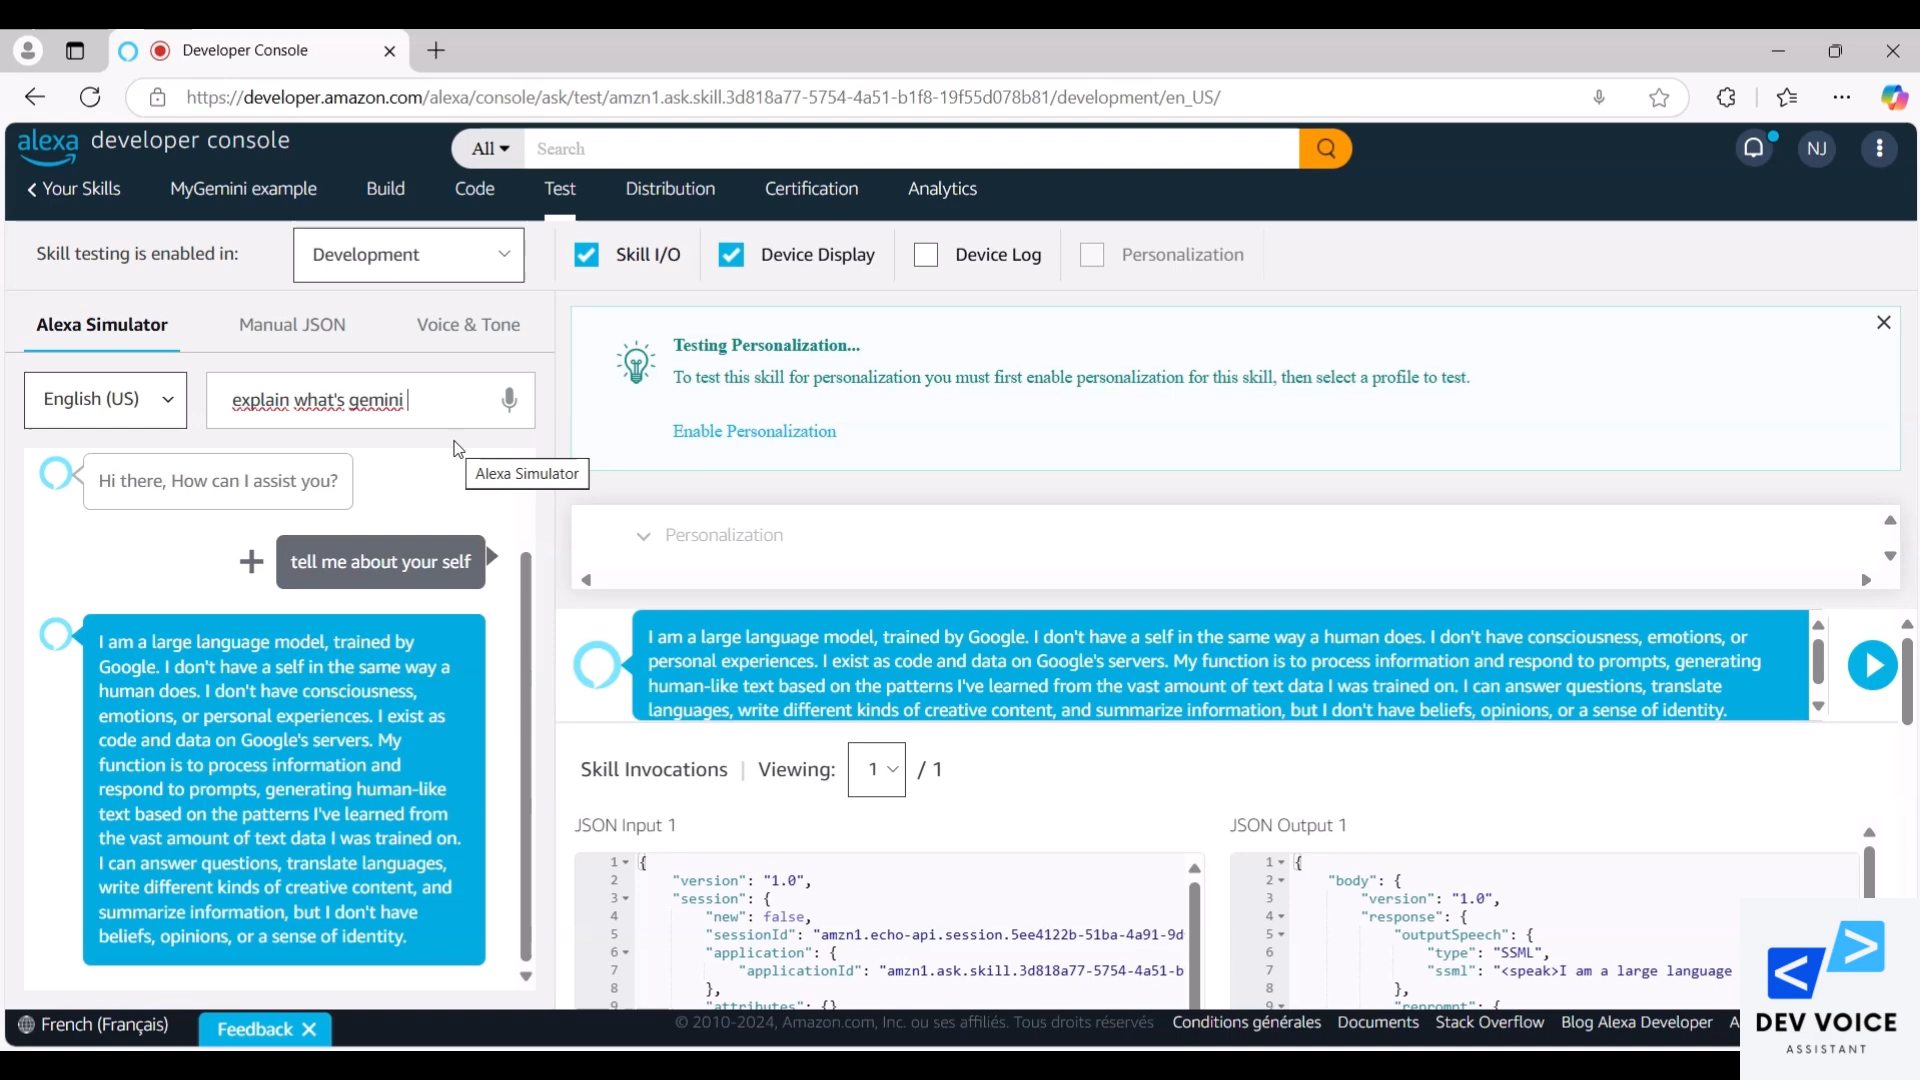 Developer Console
https://developer.amazon.com/alexa/console/ask/test/amzn1.ask.skill.3d818a77-5754-4a51-b1f8-19f55d078b81/development/en_US/
alexa developer console
All
Search
NJ
Your Skills
MyGemini example
Build
Code
Test
Distribution
Certification
Analytics
Skill testing is enabled in:
Development
Skill I/O
Device Display
Device Log
Personalization
Alexa Simulator
Manual JSON
Voice & Tone
English (US)
explain what's gemini
Alexa Simulator
Hi there, How can I assist you?
tell me about your self
I am a large language model, trained by
Google. I don't have a self in the same way a
human does. I don't have consciousness,
emotions, or personal experiences. I exist as
code and data on Google's servers. My
function is to process information and
respond to prompts, generating human-like
text based on the patterns I've learned from
the vast amount of text data I was trained on.
I can answer questions, translate languages,
write different kinds of creative content, and
summarize information, but I don't have
beliefs, opinions, or a sense of identity.
Testing Personalization...
To test this skill for personalization you must first enable personalization for this skill, then select a profile to test.
Enable Personalization
Personalization
I am a large language model, trained by Google. I don't have a self in the same way a human does. I don't have consciousness, emotions, or
personal experiences. I exist as code and data on Google's servers. My function is to process information and respond to prompts, generating
human-like text based on the patterns I've learned from the vast amount of text data I was trained on. I can answer questions, translate
languages, write different kinds of creative content, and summarize information, but I don't have beliefs, opinions, or a sense of identity.
Skill Invocations | Viewing: 1 / 1
JSON Input 1
1 {
2 "version": "1.0",
3 "session": {
4 "new": false,
5 "sessionId": "amzn1.echo-api.session.5ee4122b-51ba-4a91-9d
6 "application": {
7 "applicationId": "amzn1.ask.skill.3d818a77-5754-4a51-b
8 },
9 "attributes": {}
JSON Output 1
1 {
2 "body": {
3 "version": "1.0",
4 "response": {
5 "outputSpeech": {
6 "type": "SSML",
7 "ssml": "<speak>I am a large language
8 },
9 "reprompt": {
French (Français)
Feedback
© 2010-2024, Amazon.com, Inc. ou ses affiliés. Tous droits réservés
Conditions générales
Documents
Stack Overflow
Blog Alexa Developer
A
DEV VOICE
ASSISTANT